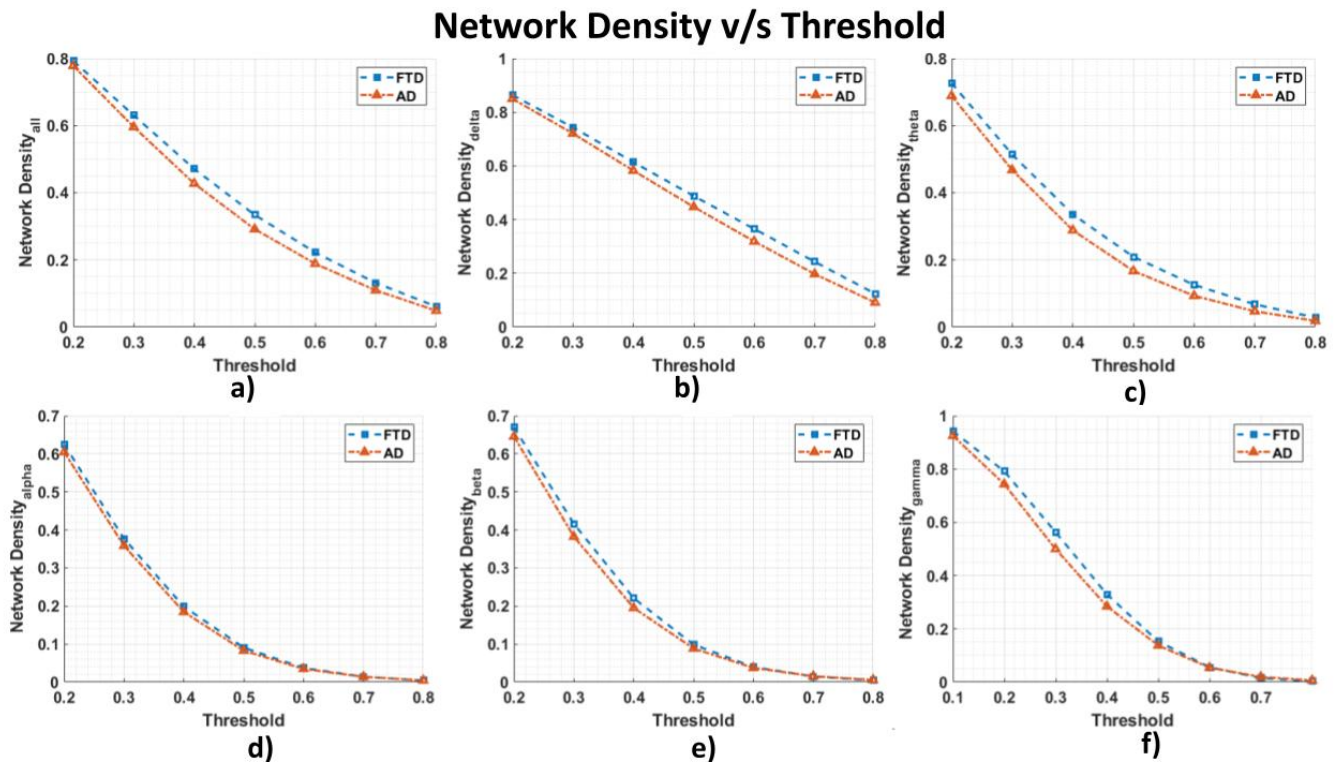 Network Density v/s Threshold
Network Density_all
0.8
0.6
0.4
0.2
0
FTD
AD
0.2 0.3 0.4 0.5 0.6 0.7 0.8
Threshold
a)
Network Density_delta
1
0.8
0.6
0.4
0.2
0
FTD
AD
0.2 0.3 0.4 0.5 0.6 0.7 0.8
Threshold
b)
Network Density_theta
0.8
0.6
0.4
0.2
0
FTD
AD
0.2 0.3 0.4 0.5 0.6 0.7 0.8
Threshold
c)
Network Density_alpha
0.7
0.6
0.5
0.4
0.3
0.2
0.1
0
FTD
AD
0.2 0.3 0.4 0.5 0.6 0.7 0.8
Threshold
d)
Network Density_beta
0.7
0.6
0.5
0.4
0.3
0.2
0.1
0
FTD
AD
0.2 0.3 0.4 0.5 0.6 0.7 0.8
Threshold
e)
Network Density_gamma
1
0.8
0.6
0.4
0.2
0
FTD
AD
0.1 0.2 0.3 0.4 0.5 0.6 0.7
Threshold
f)